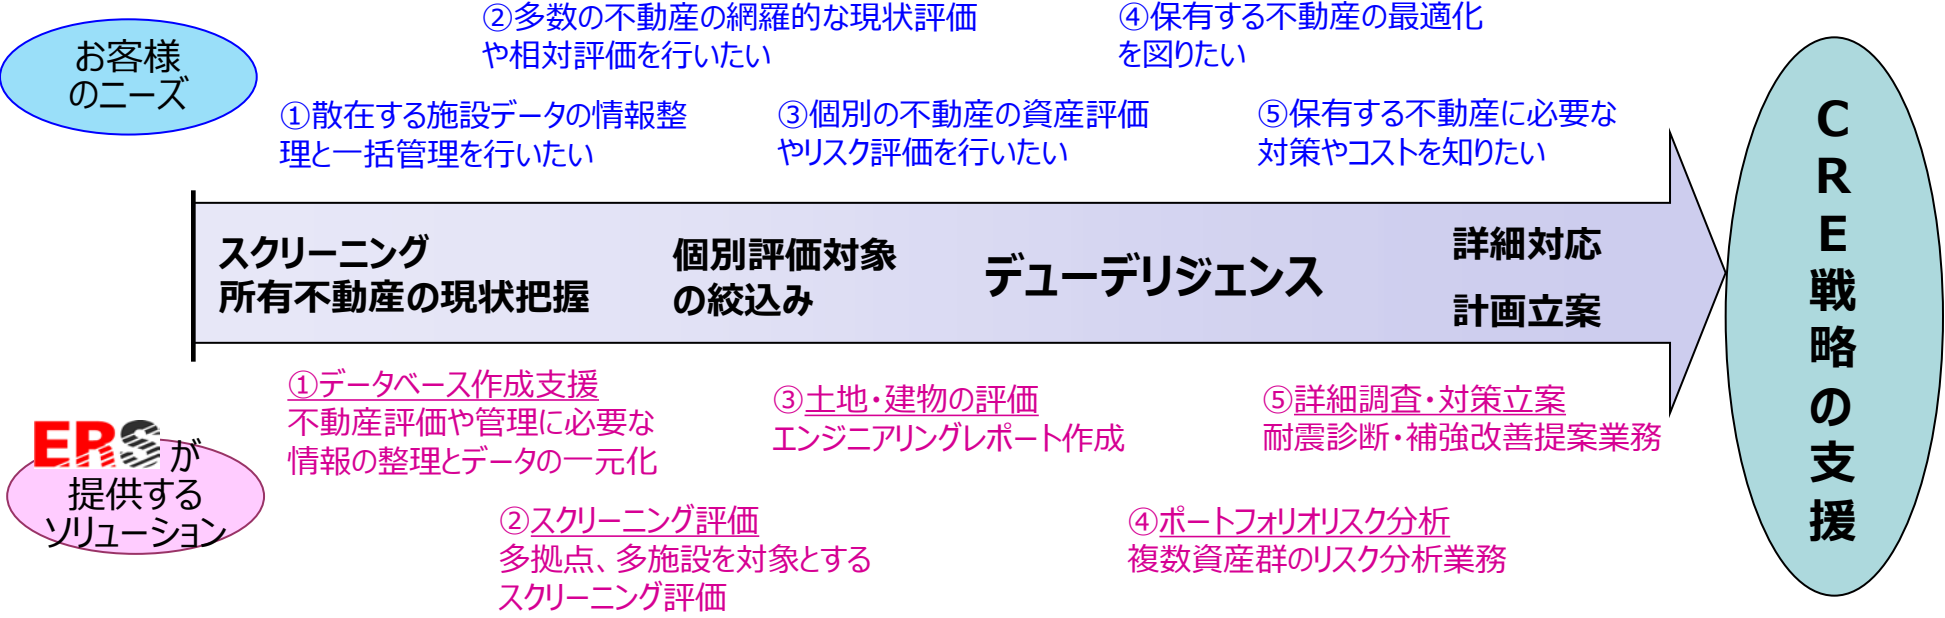 お客様
のニーズ
②多数の不動産の網羅的な現状評価
や相対評価を行いたい
④保有する不動産の最適化
を図りたい
①散在する施設データの情報整
理と一括管理を行いたい
③個別の不動産の資産評価
やリスク評価を行いたい
⑤保有する不動産に必要な
対策やコストを知りたい
スクリーニング
所有不動産の現状把握
個別評価対象
の絞込み
デューデリジェンス
詳細対応
計画立案
CRE戦略の支援
ERSが
提供する
ソリューション
①データベース作成支援
不動産評価や管理に必要な
情報の整理とデータの一元化
③土地・建物の評価
エンジニアリングレポート作成
⑤詳細調査・対策立案
耐震診断・補強改善提案業務
②スクリーニング評価
多拠点、多施設を対象とする
スクリーニング評価
④ポートフォリオリスク分析
複数資産群のリスク分析業務